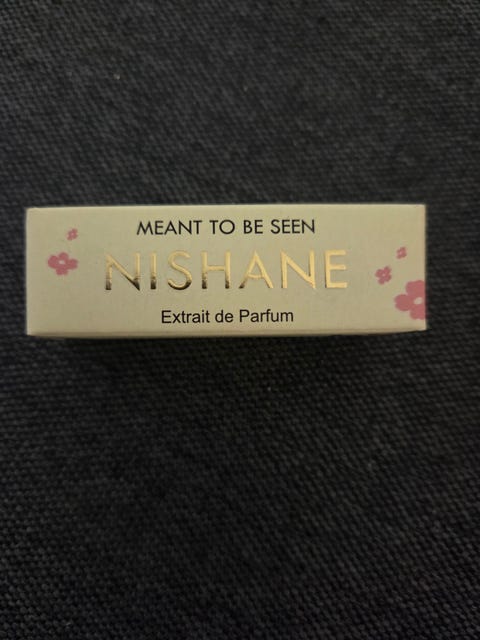 MEANT TO BE SEEN
NISHANE
Extrait de Parfum